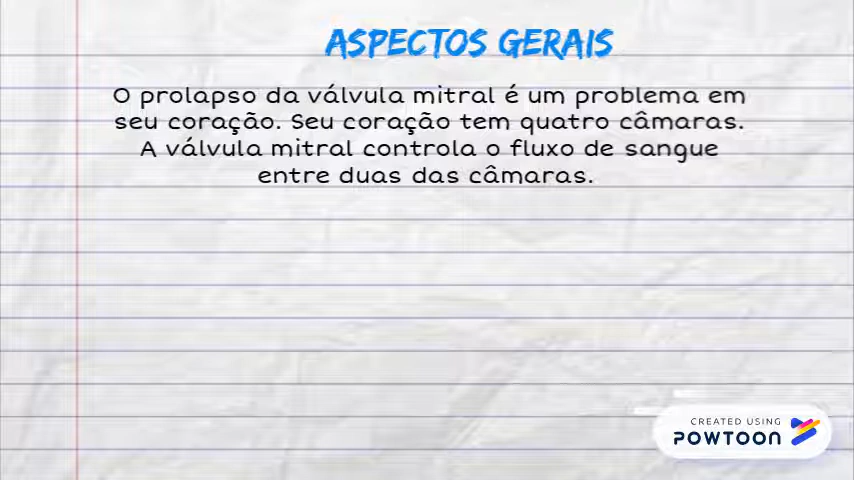 ASPECTOS GERAIS
O prolapso da válvula mitral é um problema em
seu coração. Seu coração tem quatro câmaras.
A válvula mitral controla o fluxo de sangue
entre duas das câmaras.
CREATED USING
POWTOON